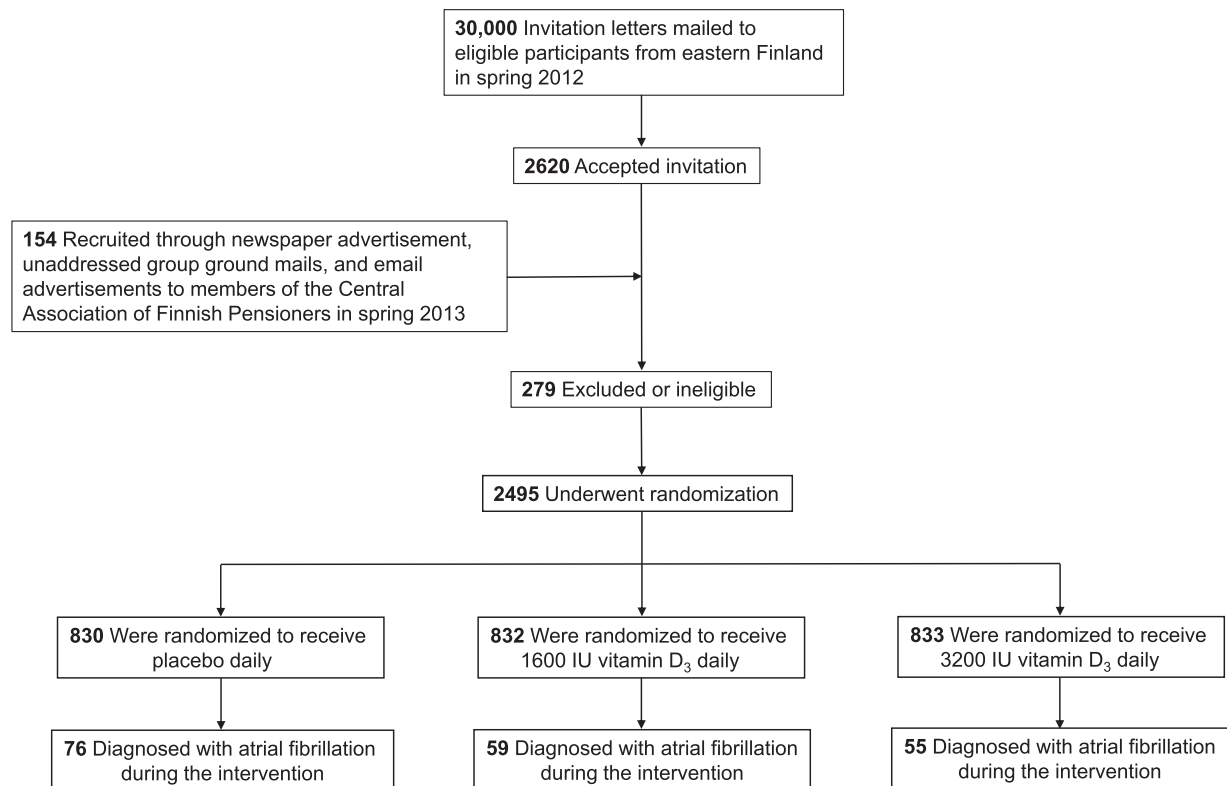 30,000 Invitation letters mailed to
eligible participants from eastern Finland
in spring 2012
2620 Accepted invitation
154 Recruited through newspaper advertisement,
unaddressed group ground mails, and email
advertisements to members of the Central
Association of Finnish Pensioners in spring 2013
279 Excluded or ineligible
2495 Underwent randomization
830 Were randomized to receive
placebo daily
832 Were randomized to receive
1600 IU vitamin D3 daily
833 Were randomized to receive
3200 IU vitamin D3 daily
76 Diagnosed with atrial fibrillation
during the intervention
59 Diagnosed with atrial fibrillation
during the intervention
55 Diagnosed with atrial fibrillation
during the intervention